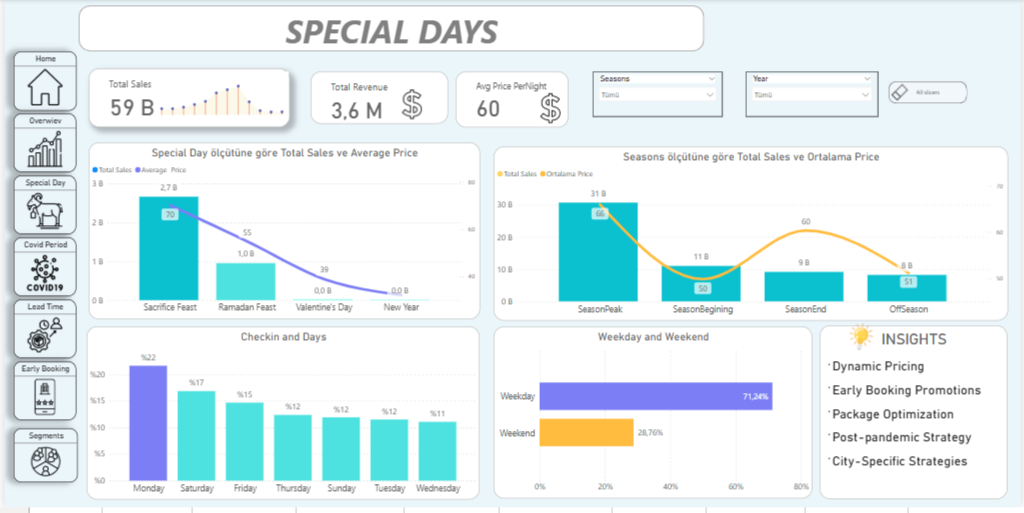 SPECIAL DAYS
Home
Overwiev
Special Day
Covid Period
COVID19
Lead Time
Early Booking
Segments
Total Sales
59 B
Total Revenue
3,6 M
Avg Price PerNight
60
Seasons
Tümü
Year
Tümü
All slicers
Special Day ölçütüne göre Total Sales ve Average Price
Total Sales Average Price
3 B
2 B
1 B
0 B
80
60
40
2,7 B
70
1,0 B
55
0,0 B
39
0,0 B
Sacrifice Feast
Ramadan Feast
Valentine's Day
New Year
Seasons ölçütüne göre Total Sales ve Ortalama Price
Total Sales Ortalama Price
30 B
20 B
10 B
0 B
70
60
50
31 B
66
11 B
50
9 B
60
8 B
51
SeasonPeak
SeasonBegining
SeasonEnd
OffSeason
Checkin and Days
%20
%15
%10
%5
%0
%22
%17
%15
%12
%12
%12
%11
Monday
Saturday
Friday
Thursday
Sunday
Tuesday
Wednesday
Weekday and Weekend
Weekday
71,24%
Weekend
28,76%
0%
20%
40%
60%
80%
INSIGHTS
Dynamic Pricing
Early Booking Promotions
Package Optimization
Post-pandemic Strategy
City-Specific Strategies